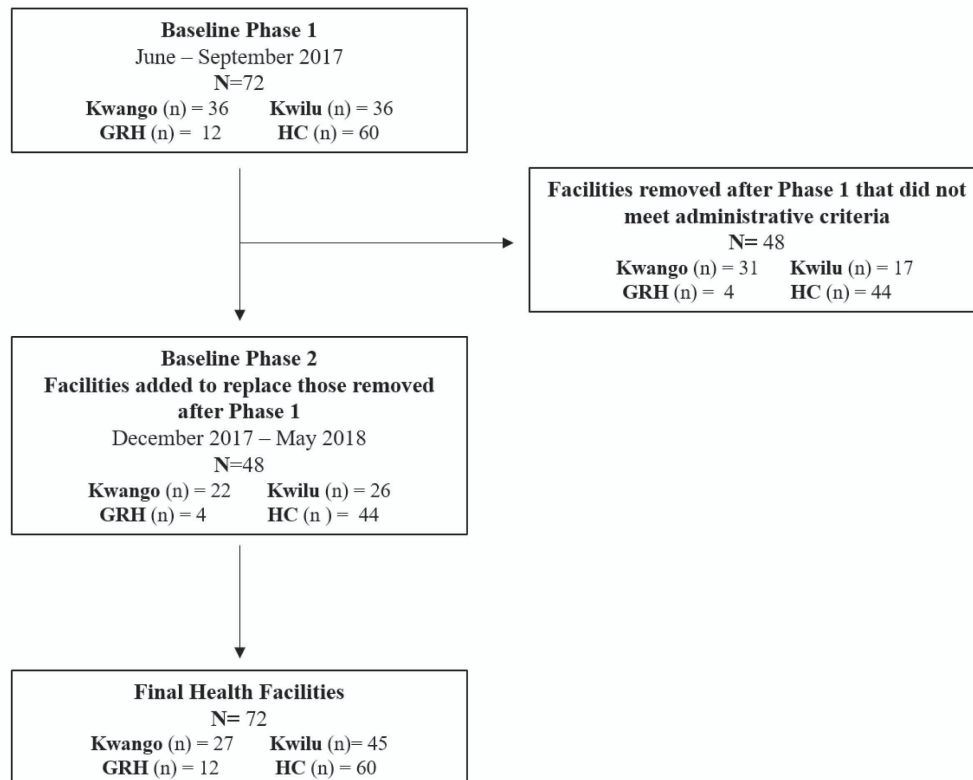 Baseline Phase 1
June – September 2017
N=72
Kwango (n) = 36 Kwilu (n) = 36
GRH (n) = 12 HC (n) = 60
Facilities removed after Phase 1 that did not
meet administrative criteria
N= 48
Kwango (n) = 31 Kwilu (n) = 17
GRH (n) = 4 HC (n) = 44
Baseline Phase 2
Facilities added to replace those removed
after Phase 1
December 2017 – May 2018
N=48
Kwango (n) = 22 Kwilu (n) = 26
GRH (n) = 4 HC (n ) = 44
Final Health Facilities
N= 72
Kwango (n) = 27 Kwilu (n)= 45
GRH (n) = 12 HC (n) = 60